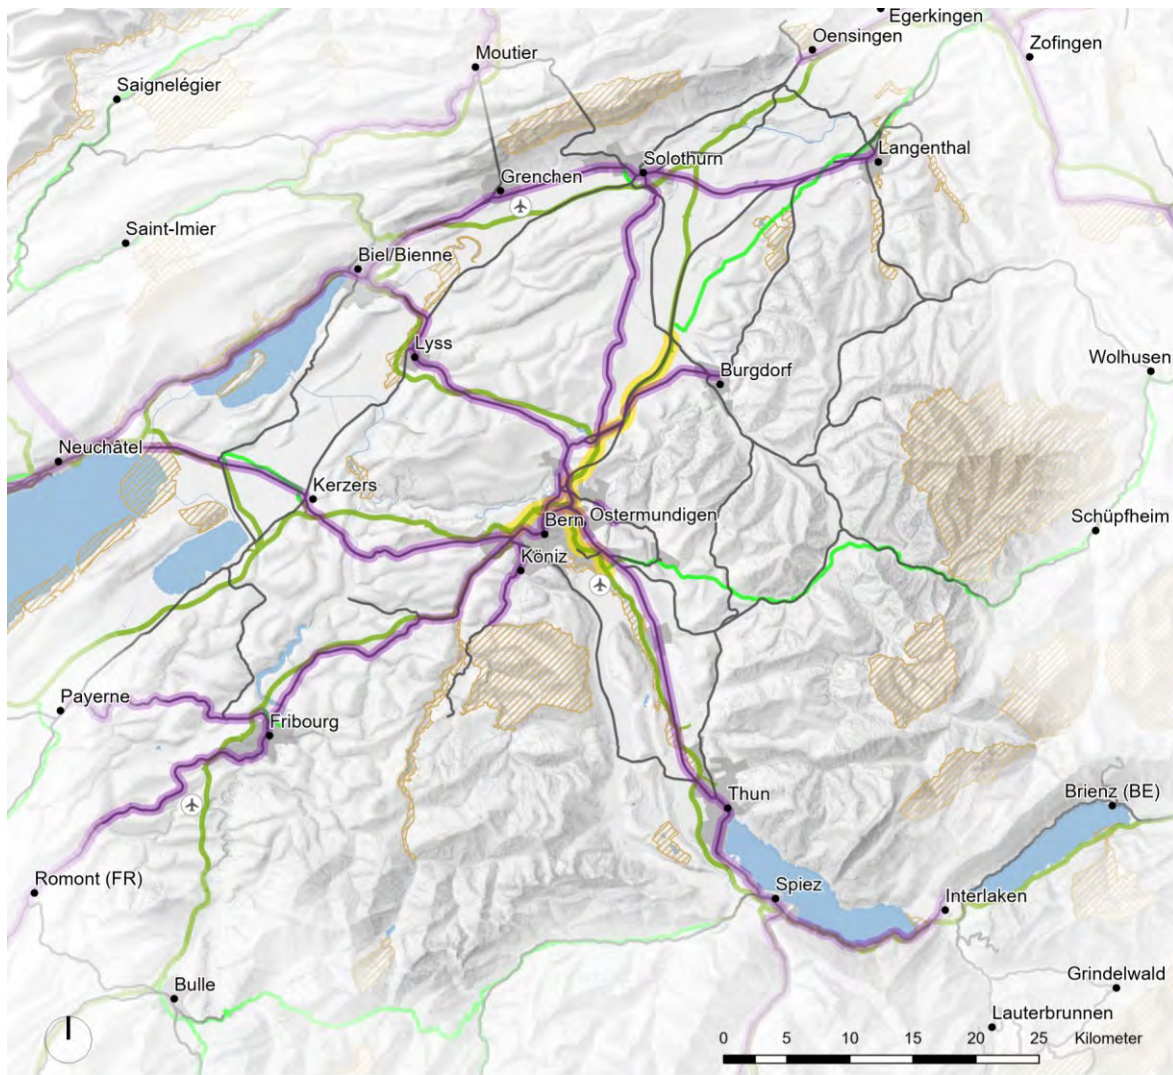 Egerkingen
Oensingen
Zofingen
Moutier
Saignelégier
Solothurn
Langenthal
Grenchen
Saint-Imier
Biel/Bienne
Lyss
Wolhusen
Burgdorf
Neuchâtel
Kerzers
Ostermundigen
Schüpfheim
Bern
Köniz
Payerne
Fribourg
Thun
Brienz (BE)
Romont (FR)
Spiez
Interlaken
Grindelwald
Bulle
Lauterbrunnen
0 5 10 15 20 25 Kilometer